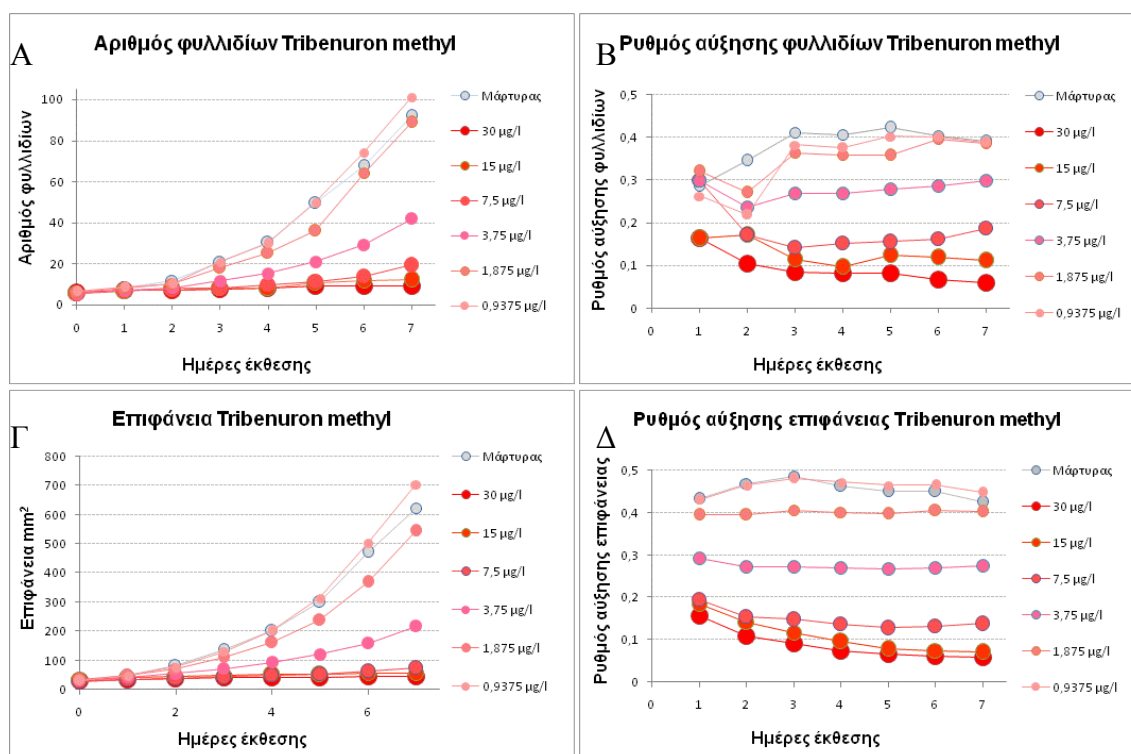 Α
Αριθμός φυλλιδίων Tribenuron methyl
Αριθμός φυλλιδίων
100
80
60
40
20
0
0 1 2 3 4 5 6 7
Ημέρες έκθεσης
Μάρτυρας
30 μg/l
15 μg/l
7,5 μg/l
3,75 μg/l
1,875 μg/l
0,9375 μg/l
Β
Ρυθμός αύξησης φυλλιδίων Tribenuron methyl
Ρυθμός αύξησης φυλλιδίων
0,5
0,4
0,3
0,2
0,1
0
0 1 2 3 4 5 6 7
Ημέρες έκθεσης
Μάρτυρας
30 μg/l
15 μg/l
7,5 μg/l
3,75 μg/l
1,875 μg/l
0,9375 μg/l
Γ
Επιφάνεια Tribenuron methyl
Επιφάνεια mm²
800
700
600
500
400
300
200
100
0
0 2 4 6
Ημέρες έκθεσης
Μάρτυρας
30 μg/l
15 μg/l
7,5 μg/l
3,75 μg/l
1,875 μg/l
0,9375 μg/l
Δ
Ρυθμός αύξησης επιφάνειας Tribenuron methyl
Ρυθμός αύξησης επιφάνειας
0,5
0,4
0,3
0,2
0,1
0
0 1 2 3 4 5 6 7
Ημέρες έκθεσης
Μάρτυρας
30 μg/l
15 μg/l
7,5 μg/l
3,75 μg/l
1,875 μg/l
0,9375 μg/l